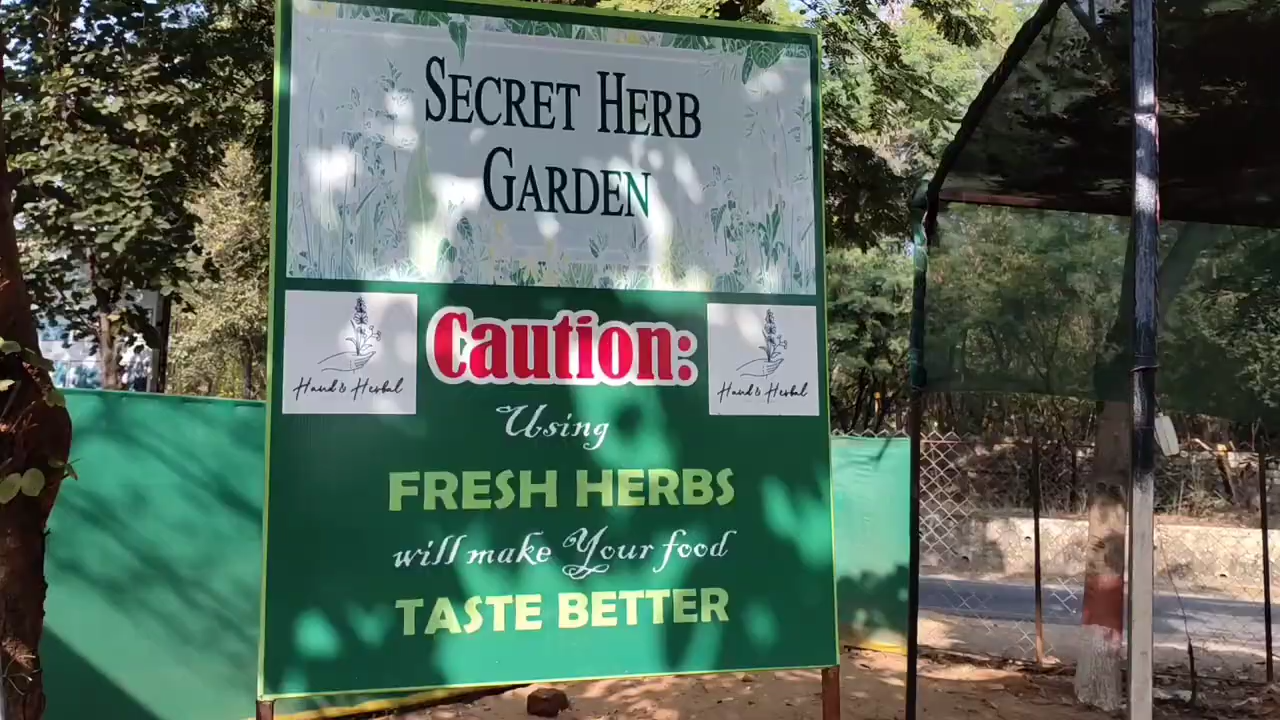 SECRET HERB
GARDEN
Caution:
Hand & Herbal
Hand & Herbal
Using
FRESH HERBS
will make Your food
TASTE BETTER